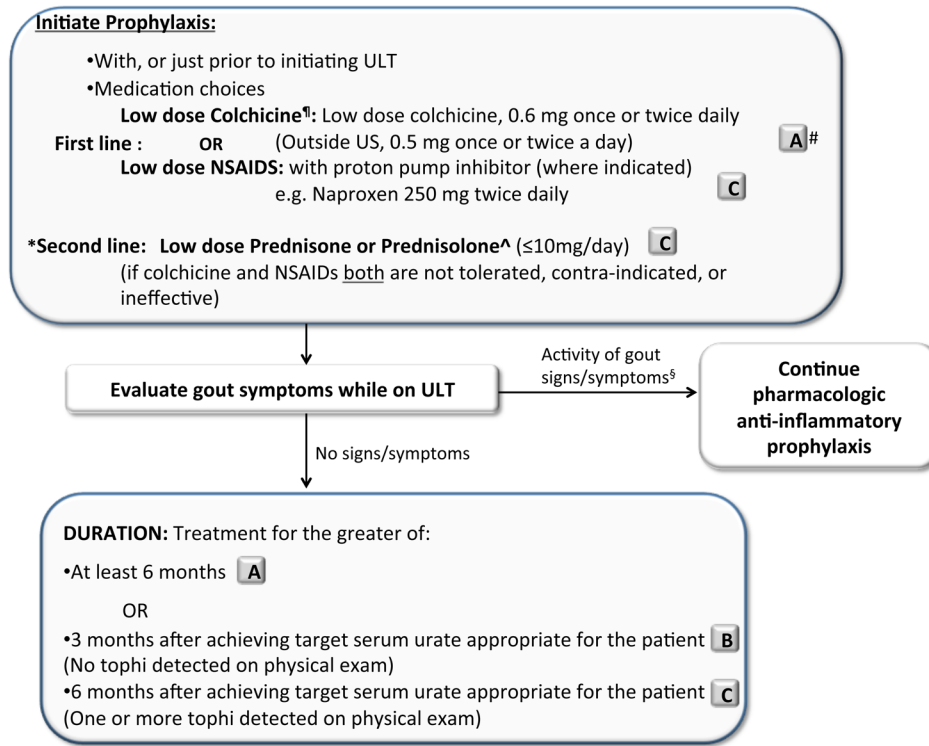 Initiate Prophylaxis:
•With, or just prior to initiating ULT
•Medication choices
Low dose Colchicine¶: Low dose colchicine, 0.6 mg once or twice daily
First line : OR (Outside US, 0.5 mg once or twice a day) A#
Low dose NSAIDS: with proton pump inhibitor (where indicated)
e.g. Naproxen 250 mg twice daily C
*Second line: Low dose Prednisone or Prednisolone^ (≤10mg/day) C
(if colchicine and NSAIDs both are not tolerated, contra-indicated, or
ineffective)
Evaluate gout symptoms while on ULT
Activity of gout
signs/symptoms§
Continue
pharmacologic
anti-inflammatory
prophylaxis
No signs/symptoms
DURATION: Treatment for the greater of:
•At least 6 months A
OR
•3 months after achieving target serum urate appropriate for the patient B
(No tophi detected on physical exam)
•6 months after achieving target serum urate appropriate for the patient C
(One or more tophi detected on physical exam)